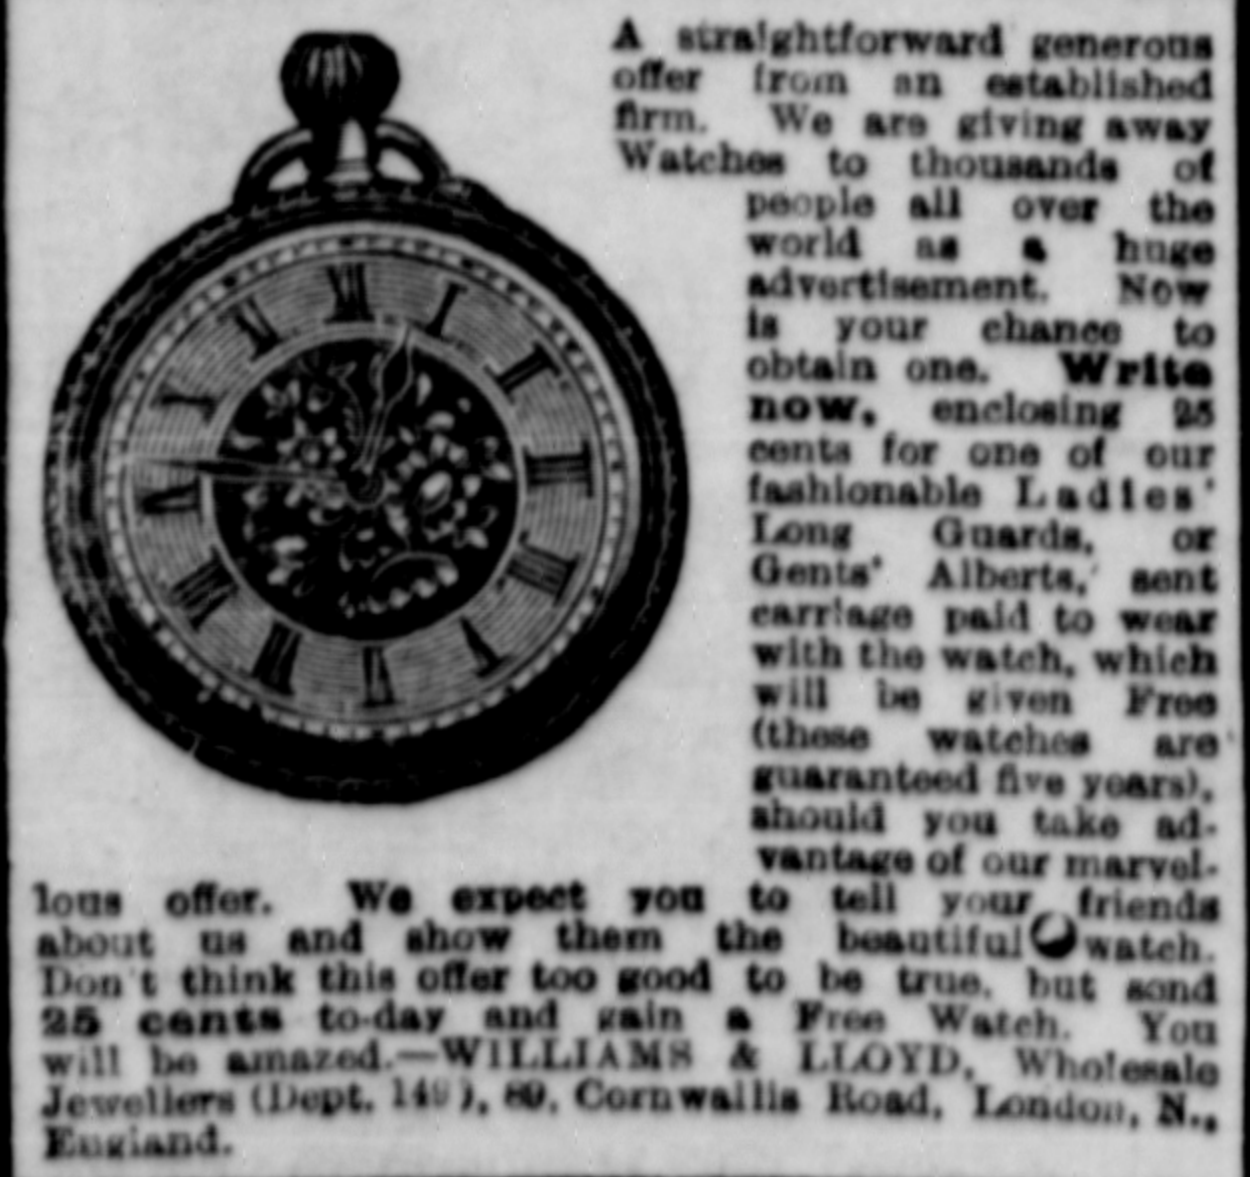 A straightforward generous
offer from an established
firm. We are giving away
Watches to thousands of
people all over the
world as a huge
advertisement. Now
is your chance to
obtain one. Write
now, enclosing 25
cents for one of our
fashionable Ladies'
Long Guards, or
Gents' Alberts, sent
carriage paid to wear
with the watch, which
will be given Free
(these watches are
guaranteed five years),
should you take ad-
vantage of our marvel-
lous offer. We expect you to tell your friends
about us and show them the beautiful watch.
Don't think this offer too good to be true, but send
25 cents to-day and gain a Free Watch. You
will be amazed.—WILLIAMS & LLOYD, Wholesale
Jewellers (Dept. 89, Cornwallis Road, London, N.,
England.